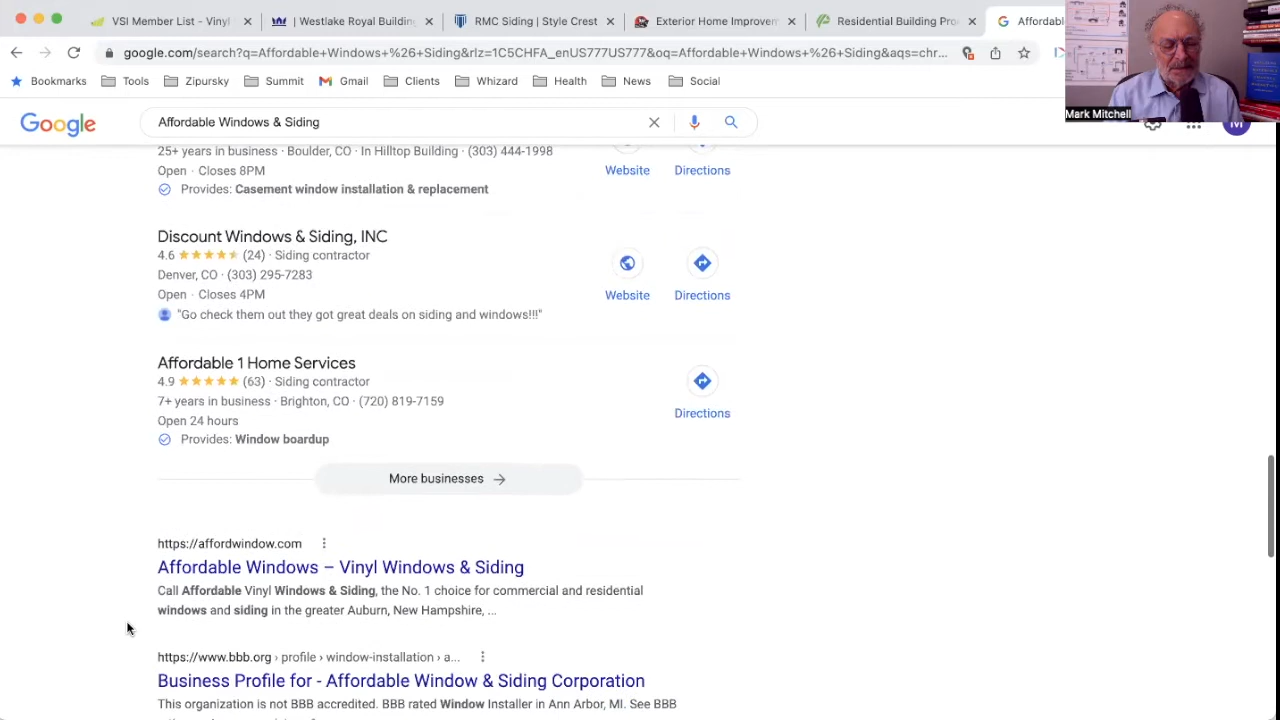 VSI Member List – Vinyl
Westlake Royal Building
RMC Siding | Southeast
Exterior Home Improvem
Residential Building Pro
Affordab
google.com/search?q=Affordable+Windows+%26+Siding&rlz=1C5CHFA_enUS777US777&oq=Affordable+Windows+%26+Siding&aqs=chr...
Bookmarks
Tools
Zipursky
Summit
Gmail
Clients
Uhlhizard
IU
News
Social
Mark Mitchell
Google
Affordable Windows & Siding
M
25+ years in business · Boulder, CO · In Hilltop Building · (303) 444-1998
Open · Closes 8PM
Provides: Casement window installation & replacement
Website
Directions
Discount Windows & Siding, INC
4.6 (24) · Siding contractor
Denver, CO · (303) 295-7283
Open · Closes 4PM
"Go check them out they got great deals on siding and windows!!!"
Website
Directions
Affordable 1 Home Services
4.9 (63) · Siding contractor
7+ years in business · Brighton, CO · (720) 819-7159
Open 24 hours
Provides: Window boardup
Directions
More businesses
https://affordwindow.com
Affordable Windows – Vinyl Windows & Siding
Call Affordable Vinyl Windows & Siding, the No. 1 choice for commercial and residential
windows and siding in the greater Auburn, New Hampshire, ...
https://www.bbb.org › profile › window-installation › a...
Business Profile for - Affordable Window & Siding Corporation
This organization is not BBB accredited. BBB rated Window Installer in Ann Arbor, MI. See BBB